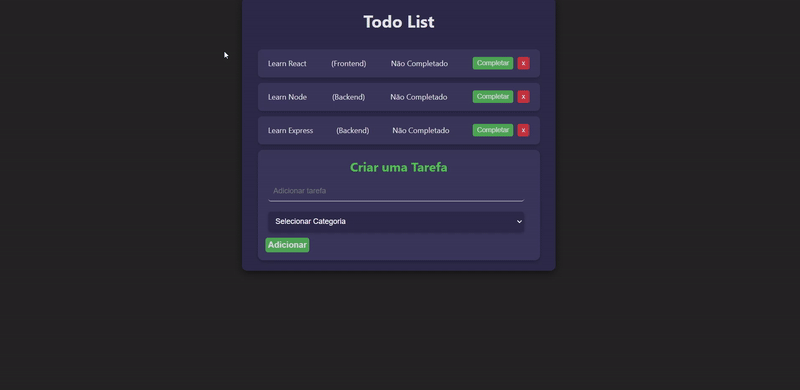 Todo List
Learn React (Frontend) Não Completado Completar x
Learn Node (Backend) Não Completado Completar x
Learn Express (Backend) Não Completado Completar x
Criar uma Tarefa
Adicionar tarefa
Selecionar Categoria
Adicionar